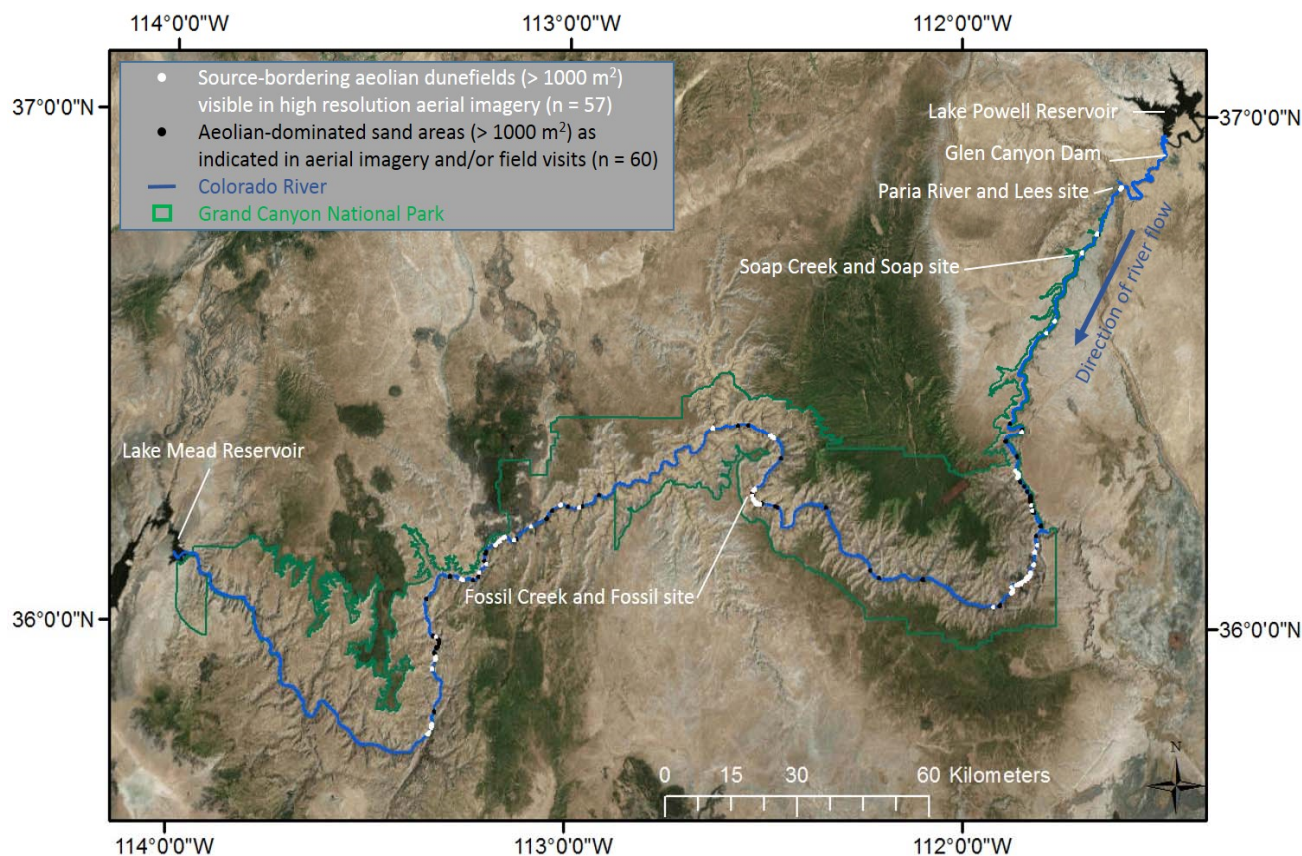 114°0'0"W 113°0'0"W 112°0'0"W
Source-bordering aeolian dunefields (> 1000 m²)
visible in high resolution aerial imagery (n = 57)
Aeolian-dominated sand areas (> 1000 m²) as
indicated in aerial imagery and/or field visits (n = 60)
Colorado River
Grand Canyon National Park
37°0'0"N
37°0'0"N
Lake Powell Reservoir
Glen Canyon Dam
Paria River and Lees site
Soap Creek and Soap site
Direction of river flow
Lake Mead Reservoir
Fossil Creek and Fossil site
36°0'0"N
36°0'0"N
N
0 15 30 60 Kilometers
114°0'0"W 113°0'0"W 112°0'0"W